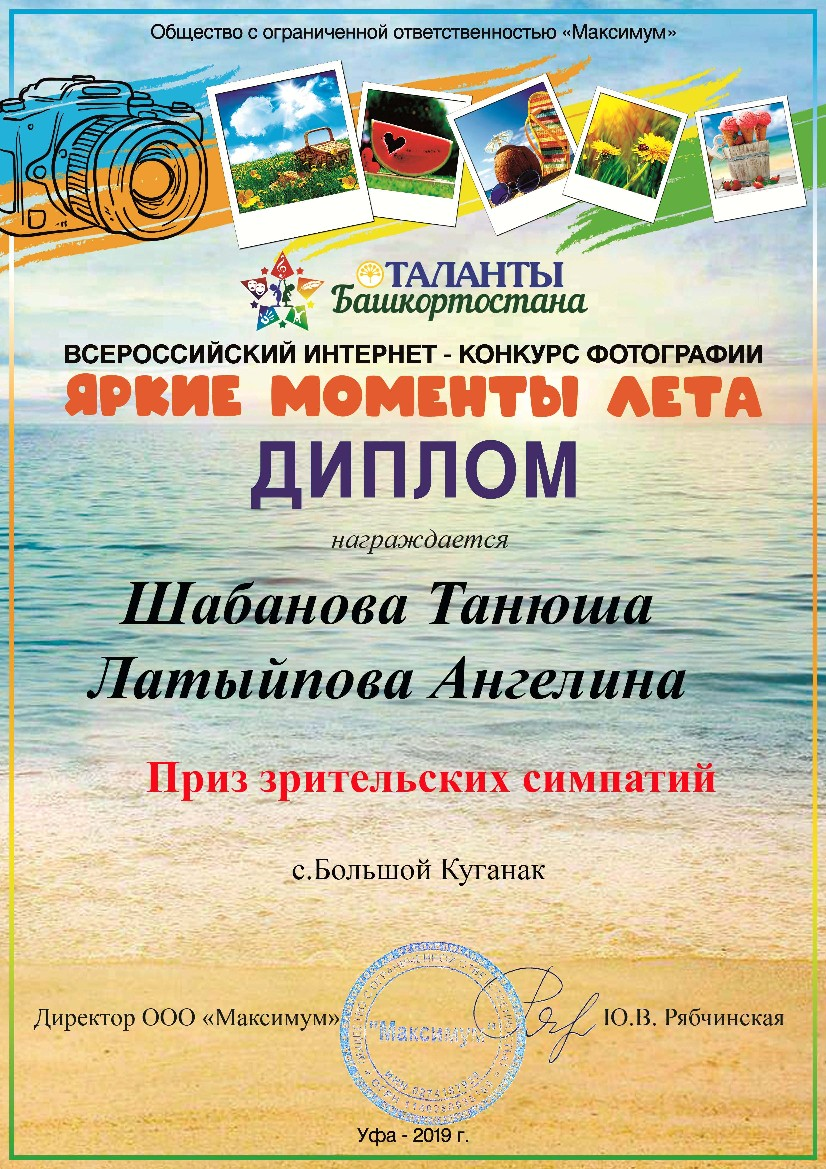 Общество с ограниченной ответственностью «Максимум»
ТАЛАНТЫ
Башкортостана
ВСЕРОССИЙСКИЙ ИНТЕРНЕТ - КОНКУРС ФОТОГРАФИИ
ЯРКИЕ МОМЕНТЫ ЛЕТА
ДИПЛОМ
награждается
Шабанова Танюша
Латыйпова Ангелина
Приз зрительских симпатий
с.Большой Куганак
Директор ООО «Максимум»
"Максимум"
Ю.В. Рябчинская
Уфа - 2019 г.